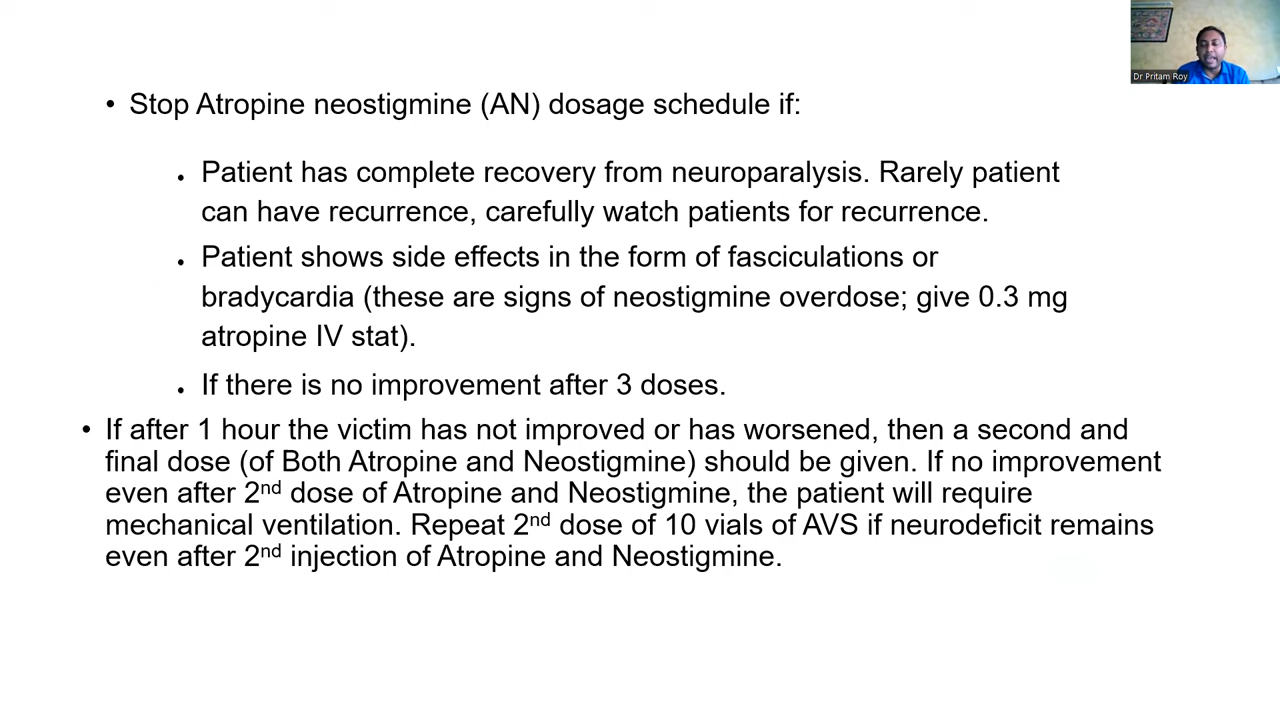 Dr Pritam Roy
• Stop Atropine neostigmine (AN) dosage schedule if:
• Patient has complete recovery from neuroparalysis. Rarely patient
can have recurrence, carefully watch patients for recurrence.
• Patient shows side effects in the form of fasciculations or
bradycardia (these are signs of neostigmine overdose; give 0.3 mg
atropine IV stat).
• If there is no improvement after 3 doses.
• If after 1 hour the victim has not improved or has worsened, then a second and
final dose (of Both Atropine and Neostigmine) should be given. If no improvement
even after 2nd dose of Atropine and Neostigmine, the patient will require
mechanical ventilation. Repeat 2nd dose of 10 vials of AVS if neurodeficit remains
even after 2nd injection of Atropine and Neostigmine.